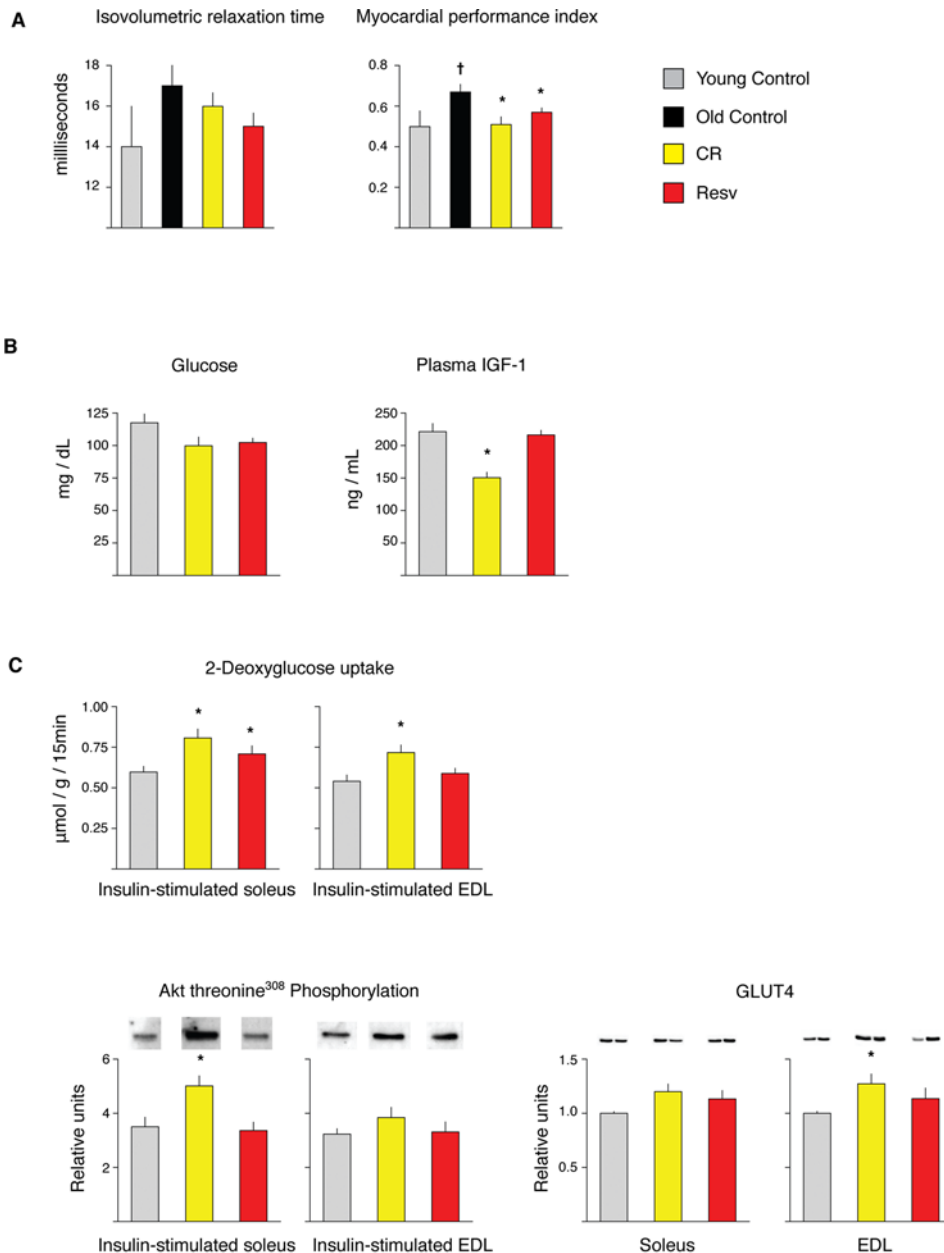 A
Isovolumetric relaxation time
Myocardial performance index
18
16
14
12
millliseconds
0.8
0.6
0.4
0.2
†
*
*
Young Control
Old Control
CR
Resv
B
Glucose
Plasma IGF-1
125
100
75
50
25
mg / dL
250
200
150
100
50
ng / mL
*
C
2-Deoxyglucose uptake
1.00
0.75
0.50
0.25
µmol / g / 15min
*
*
*
Insulin-stimulated soleus
Insulin-stimulated EDL
Akt threonine³⁰⁸ Phosphorylation
GLUT4
6
4
2
Relative units
*
1.5
1.0
0.5
Relative units
*
Insulin-stimulated soleus
Insulin-stimulated EDL
Soleus
EDL